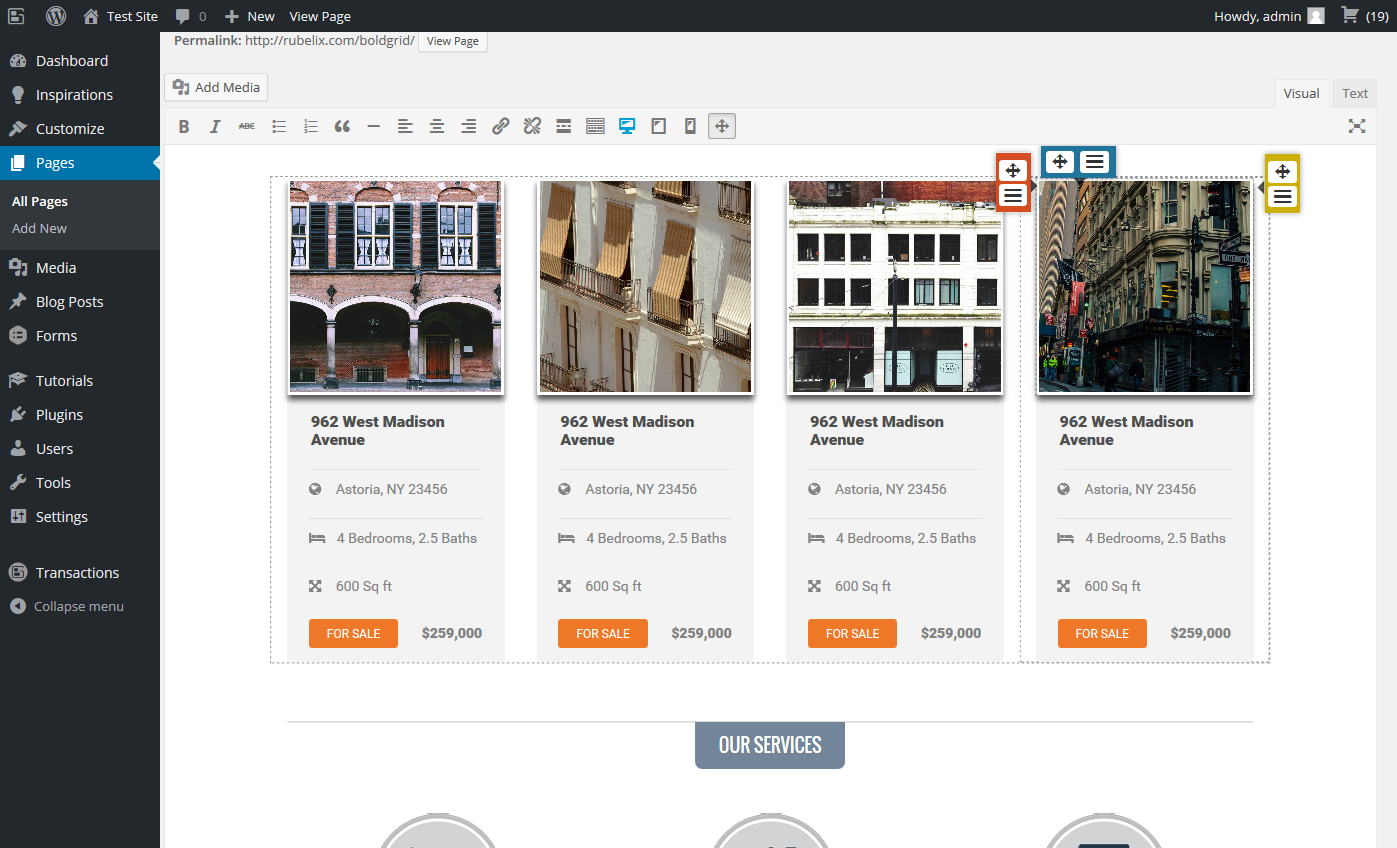 Test Site
0
New
View Page
Howdy, admin
(19)
Permalink: http://rubelix.com/boldgrid/
View Page
Dashboard
Inspirations
Customize
Pages
All Pages
Add New
Media
Blog Posts
Forms
Tutorials
Plugins
Users
Tools
Settings
Transactions
Collapse menu
Add Media
Visual
Text
B
I
ABC
180
962 West Madison
Avenue
Astoria, NY 23456
4 Bedrooms, 2.5 Baths
600 Sq ft
FOR SALE
$259,000
962 West Madison
Avenue
Astoria, NY 23456
4 Bedrooms, 2.5 Baths
600 Sq ft
FOR SALE
$259,000
962 West Madison
Avenue
Astoria, NY 23456
4 Bedrooms, 2.5 Baths
600 Sq ft
FOR SALE
$259,000
962 West Madison
Avenue
Astoria, NY 23456
4 Bedrooms, 2.5 Baths
600 Sq ft
FOR SALE
$259,000
OUR SERVICES